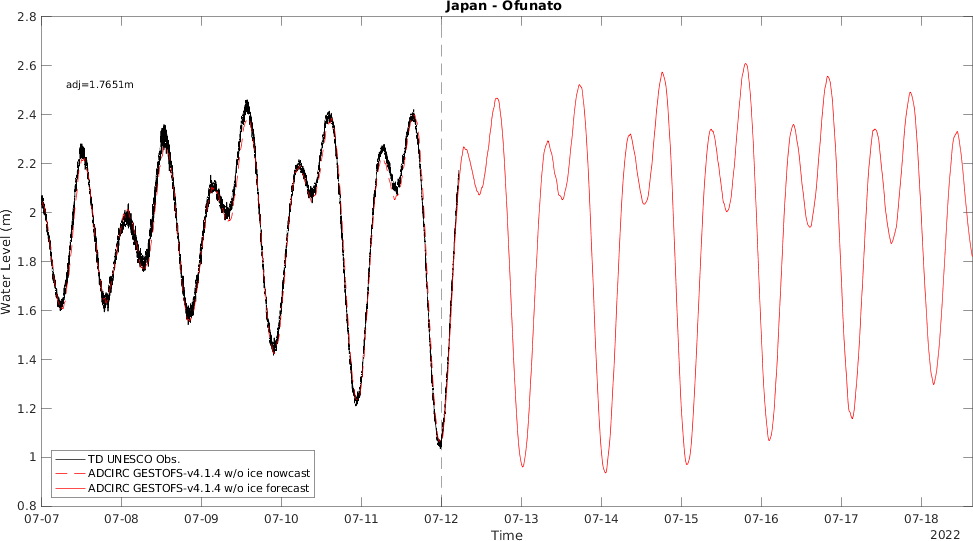 Japan - Ofunato
adj=1.7651m
Water Level (m)
2.8
2.6
2.4
2.2
2
1.8
1.6
1.4
1.2
1
0.8
TD UNESCO Obs.
ADCIRC GESTOFS-v4.1.4 w/o ice nowcast
ADCIRC GESTOFS-v4.1.4 w/o ice forecast
07-07 07-08 07-09 07-10 07-11 07-12 07-13 07-14 07-15 07-16 07-17 07-18
Time
2022